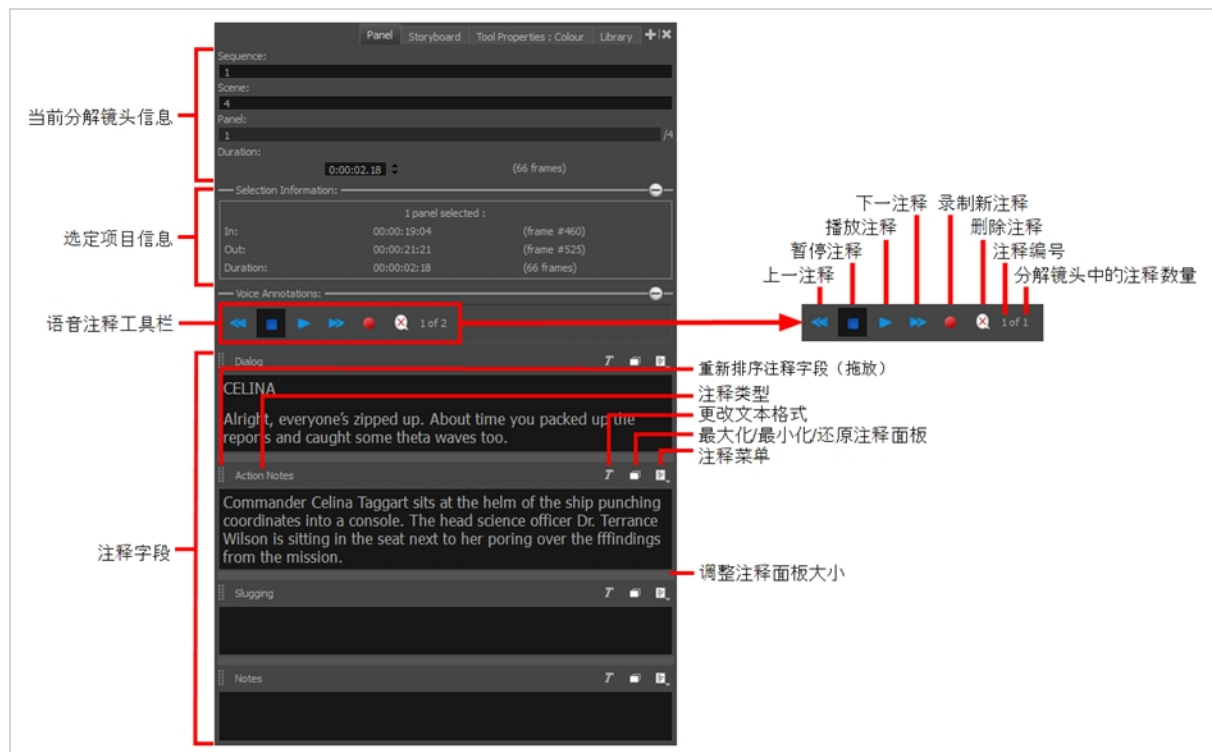 Panel Storyboard Tool Properties : Colour Library
Sequence:
1
Scene:
4
Panel:
1 /4
Duration:
0:00:02.18 (66 frames)
当前分解镜头信息
Selection Information:
1 panel selected :
In: 00:00:19:04 (frame #460)
Out: 00:00:21:21 (frame #525)
Duration: 00:00:02:18 (66 frames)
选定项目信息
Voice Annotations:
1 of 2
语音注释工具栏
下一注释 录制新注释
播放注释 删除注释
暂停注释 注释编号
上一注释 分解镜头中的注释数量
1 of 1
Dialog
CELINA
Alright, everyone's zipped up. About time you packed up the
reports and caught some theta waves too.
重新排序注释字段（拖放）
注释类型
更改文本格式
最大化/最小化/还原注释面板
注释菜单
Action Notes
Commander Celina Taggart sits at the helm of the ship punching
coordinates into a console. The head science officer Dr. Terrance
Wilson is sitting in the seat next to her poring over the fffindings
from the mission.
注释字段
调整注释面板大小
Slugging
Notes